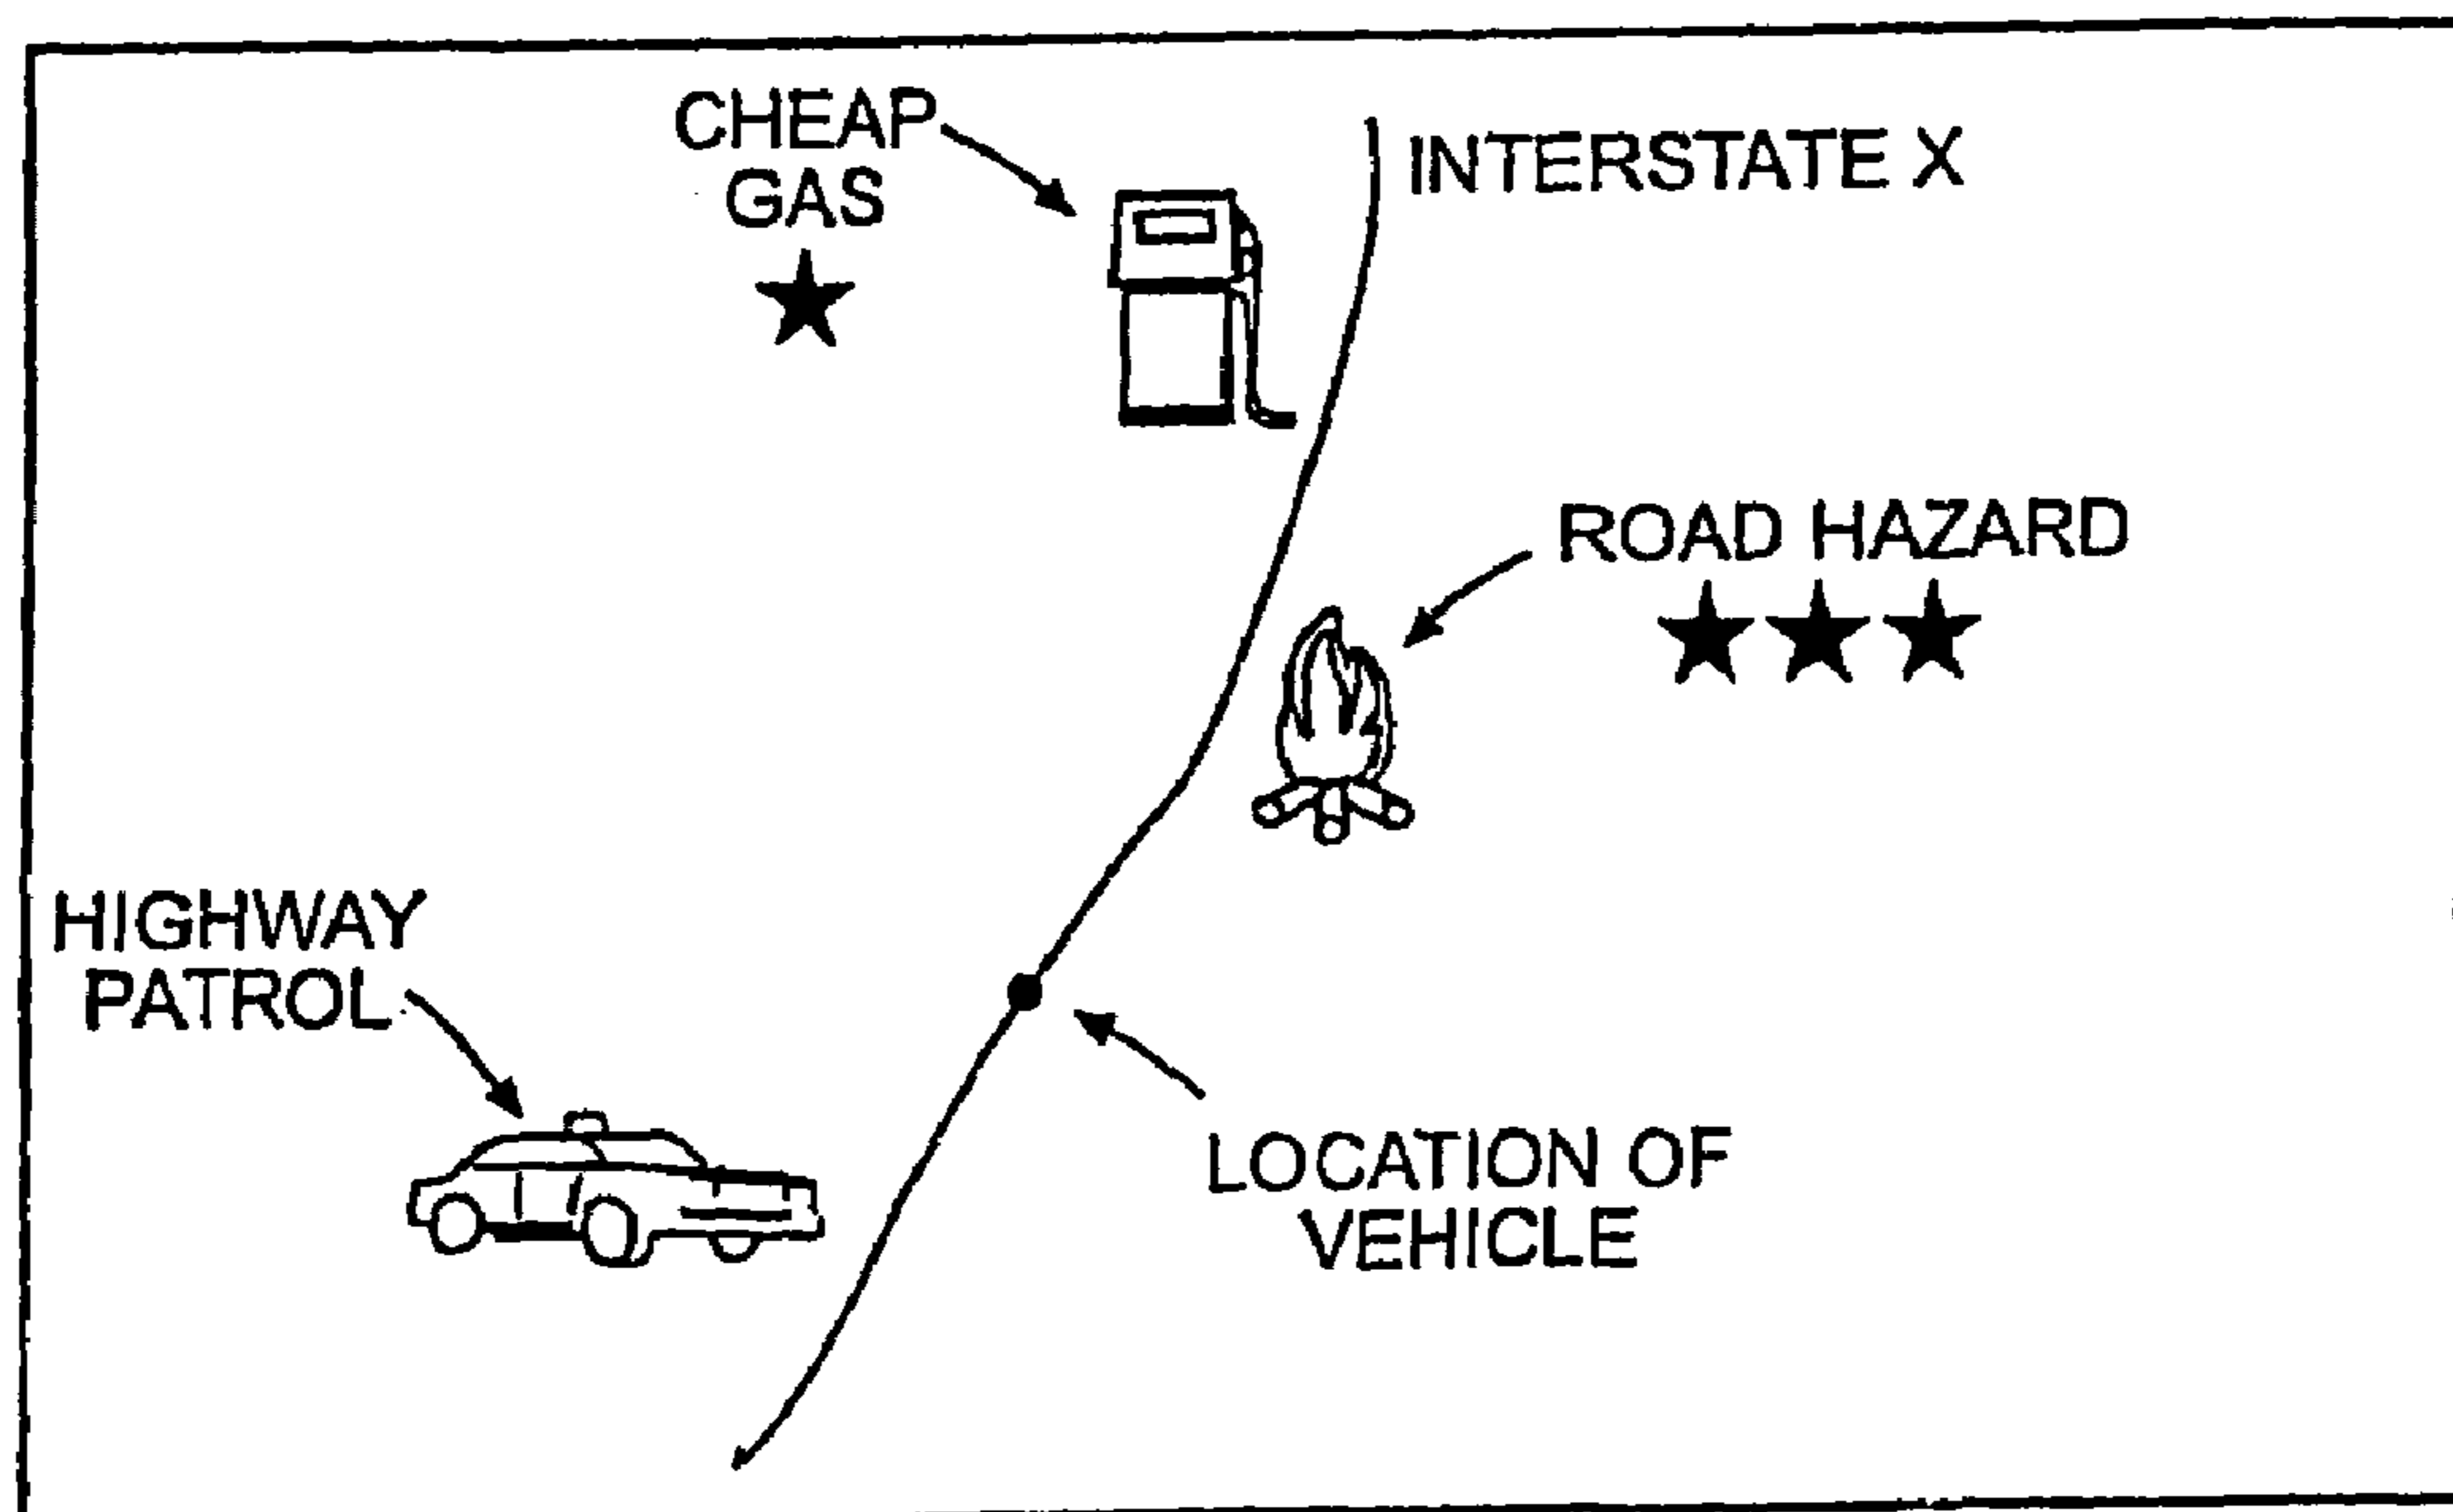 CHEAP
GAS
INTERSTATE X
ROAD HAZARD
HIGHWAY
PATROL
LOCATION OF
VEHICLE